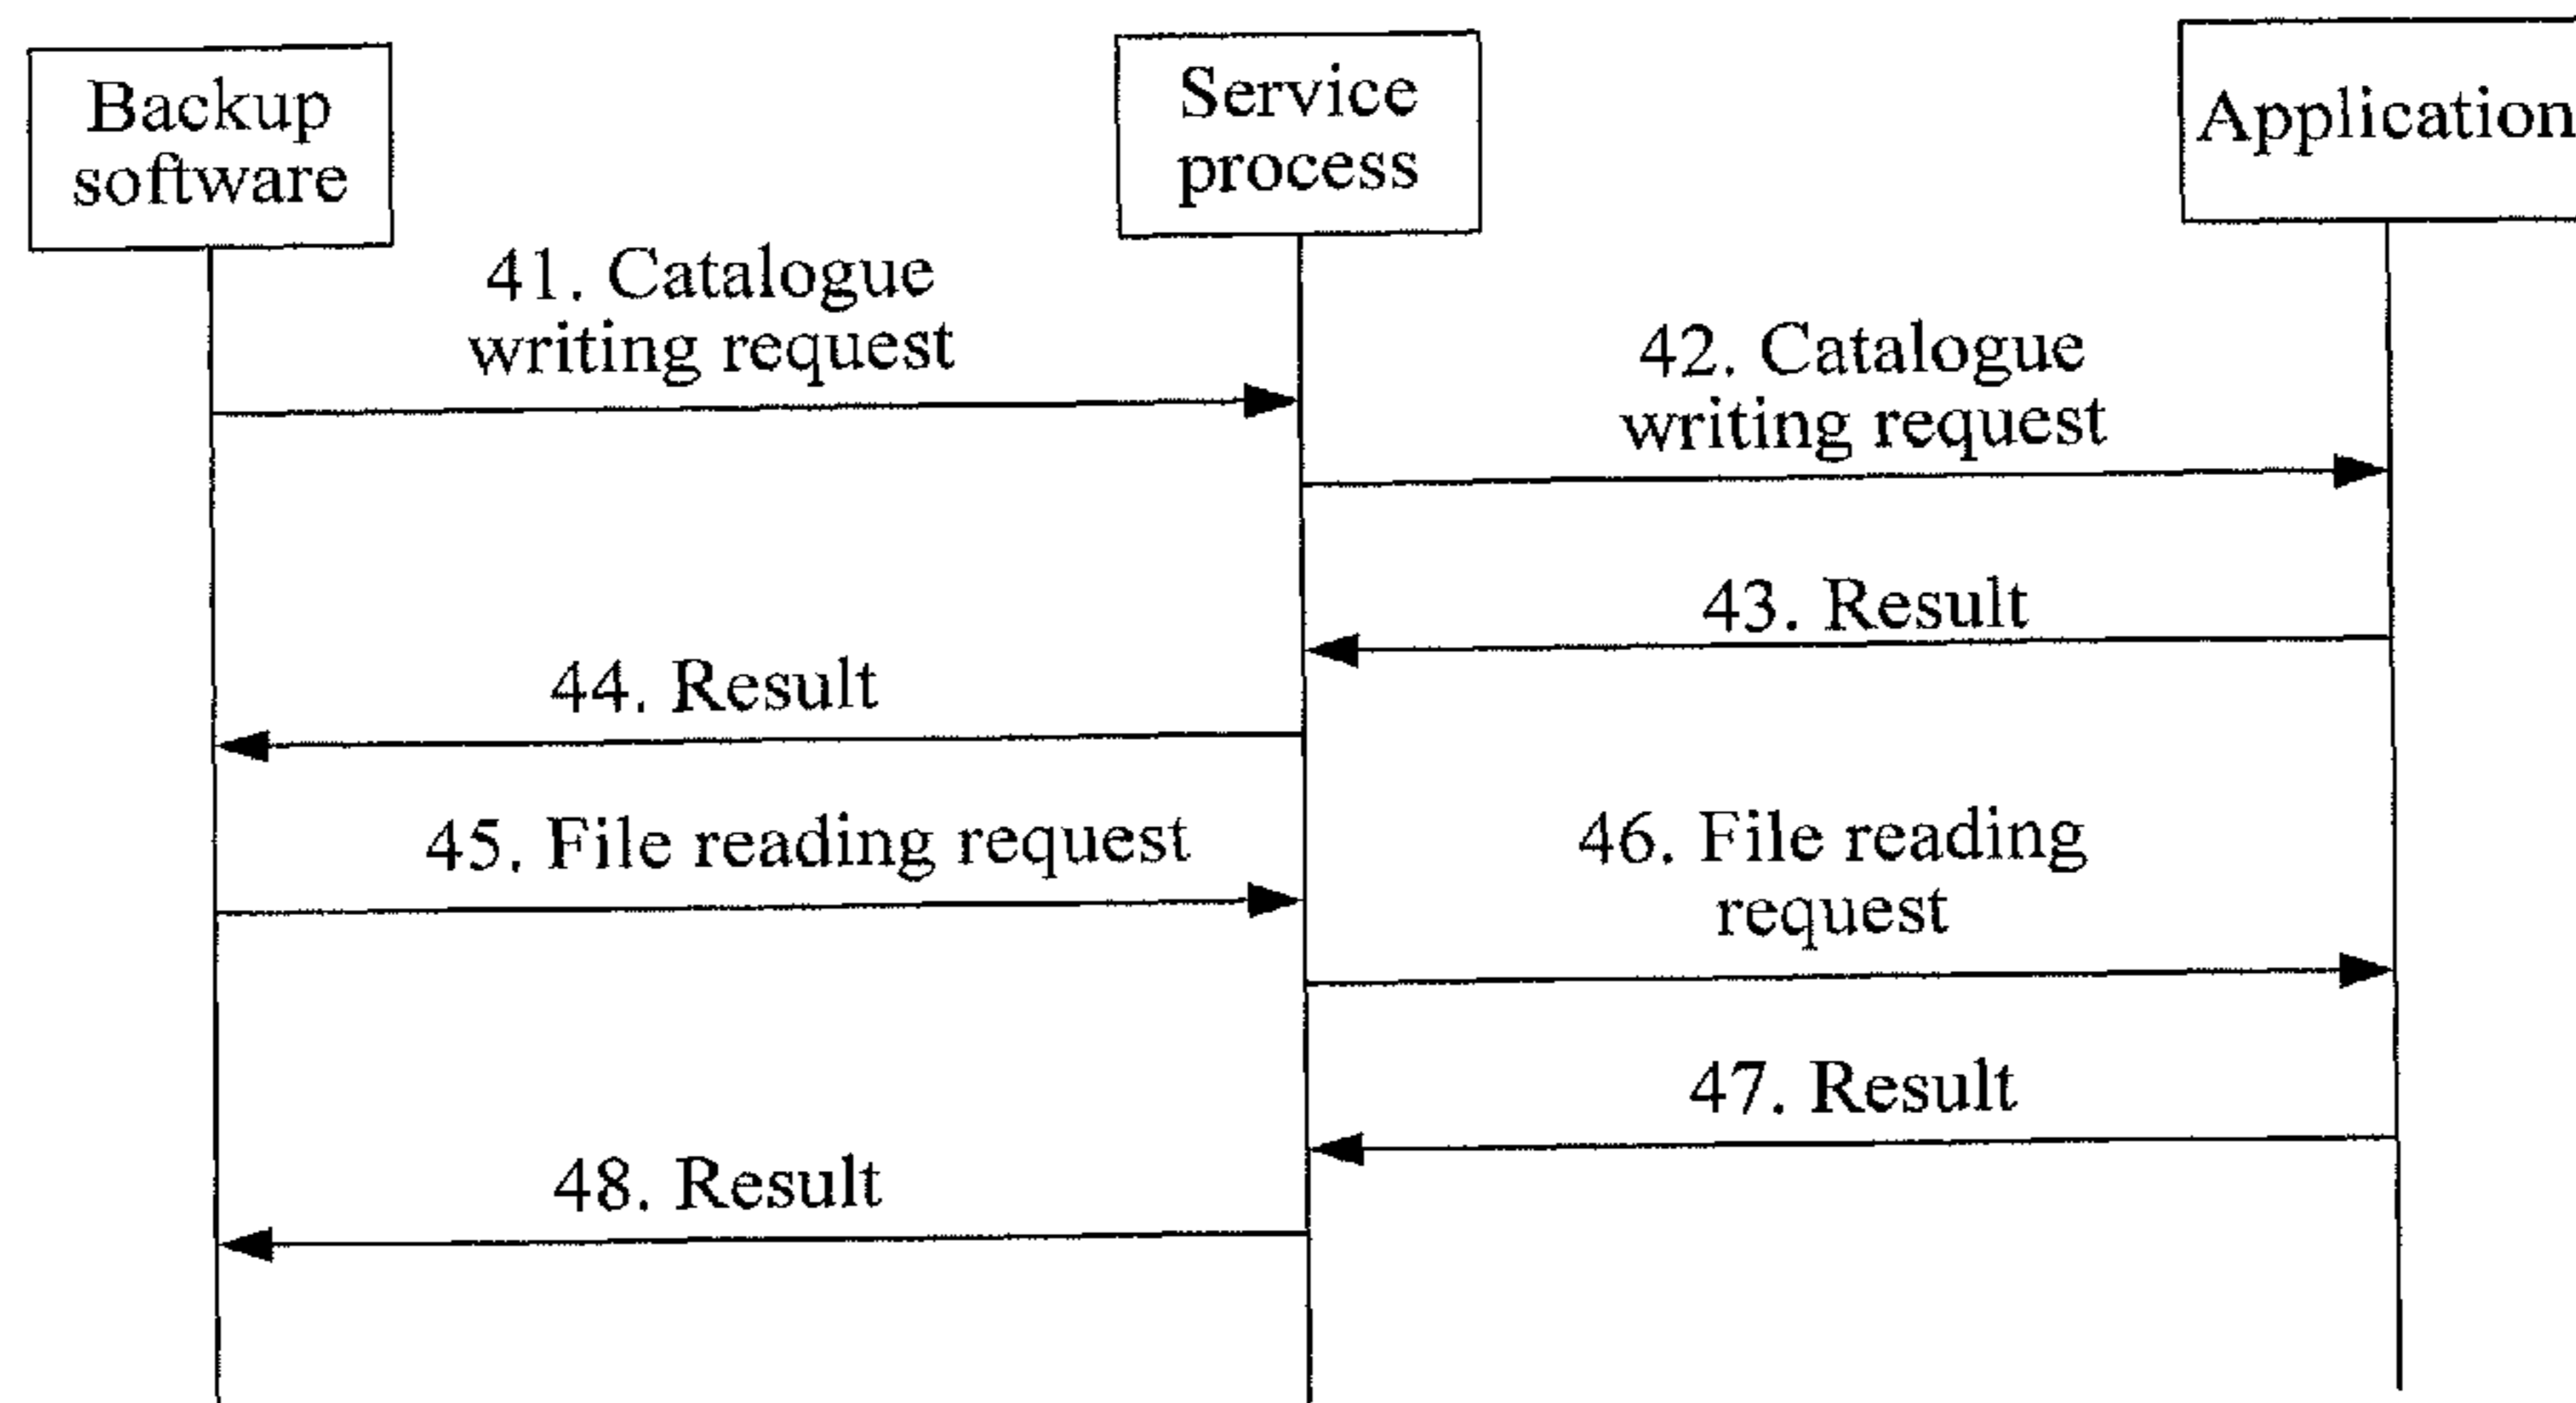 Backup
software
Service
process
Application
41. Catalogue
writing request
42. Catalogue
writing request
43. Result
44. Result
45. File reading request
46. File reading
request
47. Result
48. Result